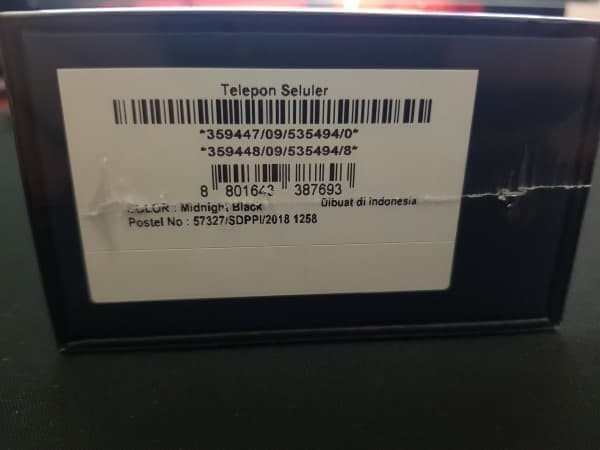 Telepon Seluler
*359447/09/535494/0*
*359448/09/535494/8*
8 801643 387693
COLOR : Midnight Black Dibuat di Indonesia
Postel No : 57327/SDPPI/2018 1258